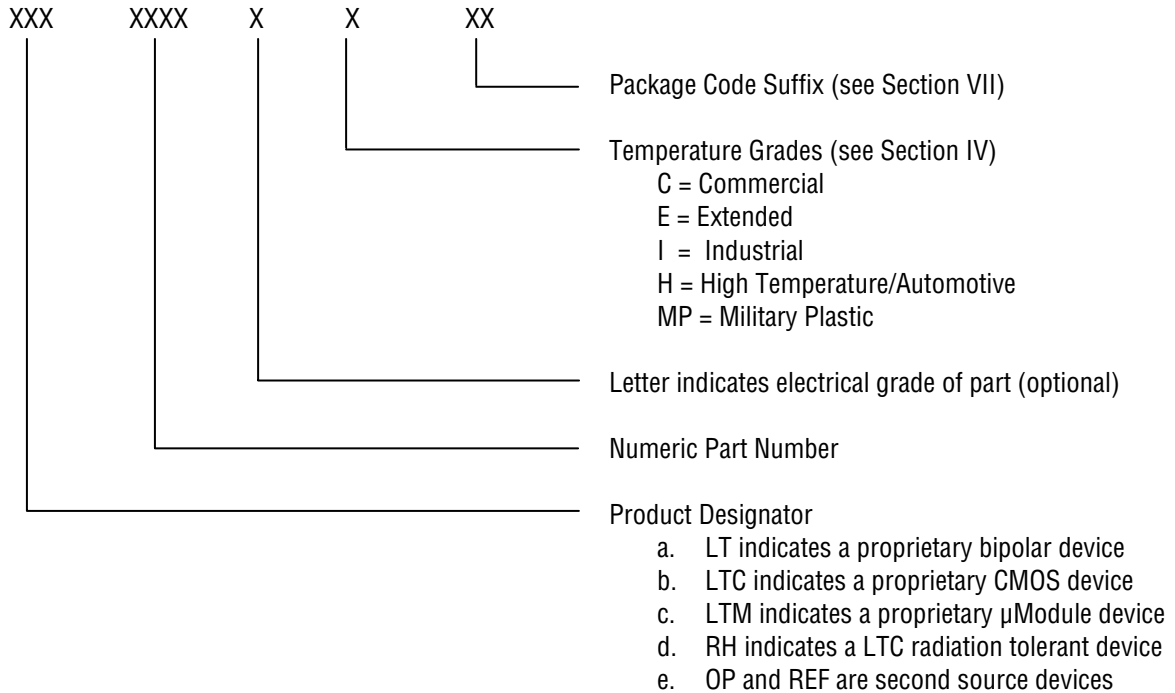 XXX XXXX X X XX
Package Code Suffix (see Section VII)
Temperature Grades (see Section IV)
C = Commercial
E = Extended
I = Industrial
H = High Temperature/Automotive
MP = Military Plastic
Letter indicates electrical grade of part (optional)
Numeric Part Number
Product Designator
a. LT indicates a proprietary bipolar device
b. LTC indicates a proprietary CMOS device
c. LTM indicates a proprietary µModule device
d. RH indicates a LTC radiation tolerant device
e. OP and REF are second source devices